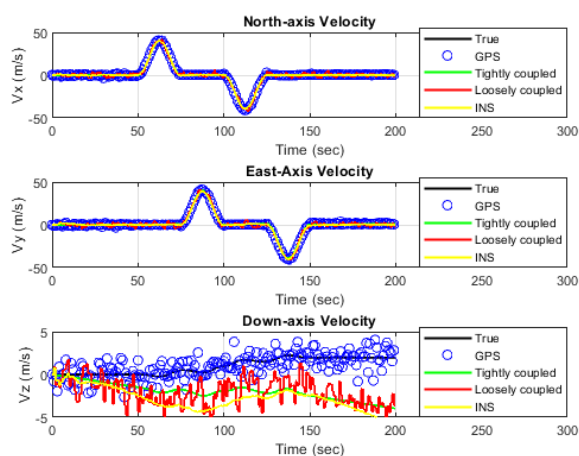 North-axis Velocity
50
0
-50
Vx (m/s)
0 50 100 150 200 250 300
Time (sec)
True
GPS
Tightly coupled
Loosely coupled
INS
East-Axis Velocity
50
0
-50
Vy (m/s)
0 50 100 150 200 250 300
Time (sec)
True
GPS
Tightly coupled
Loosely coupled
INS
Down-axis Velocity
5
0
-5
Vz (m/s)
0 50 100 150 200 250 300
Time (sec)
True
GPS
Tightly coupled
Loosely coupled
INS